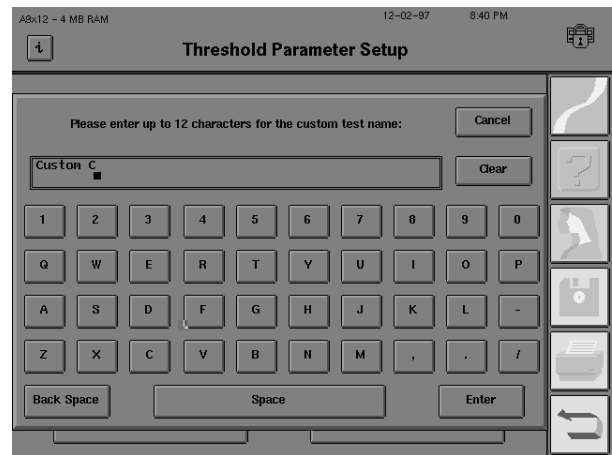 A9x12 – 4 MB RAM 12-02-97 8:40 PM
i Threshold Parameter Setup
Please enter up to 12 characters for the custom test name: Cancel
Custom C Clear
1 2 3 4 5 6 7 8 9 0
Q W E R T Y U I O P
A S D F G H J K L -
Z X C V B N M , . /
Back Space Space Enter